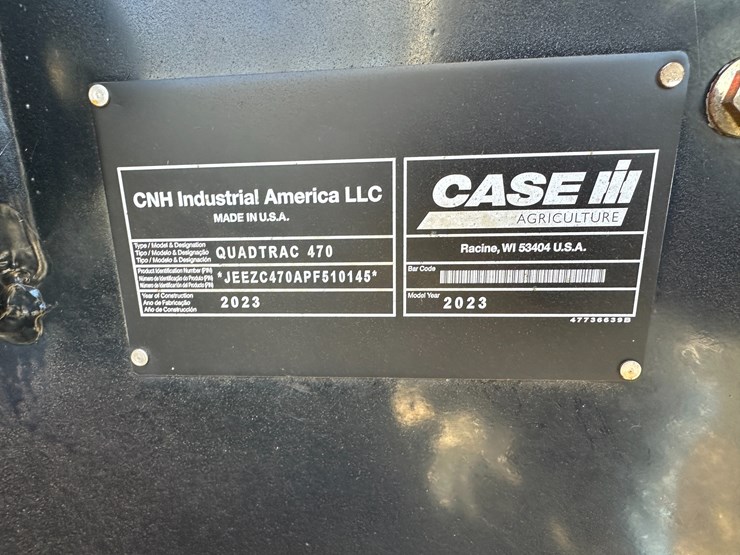 CNH Industrial America LLC
MADE IN U.S.A.
Type / Model & Designation
Tipo / Modelo & Designação
Tipo / Modelo & Designación
QUADTRAC 470
Product Identification Number (PIN)
Número de Identificação do Produto (PIN)
Número de Identificación del Producto (PIN)
*JEEZC470APF510145*
Year of Construction
Ano de Fabricação
Año de Construcción
2023
CASE IH
AGRICULTURE
Racine, WI 53404 U.S.A.
Bar Code
Model Year
2023
47736639B